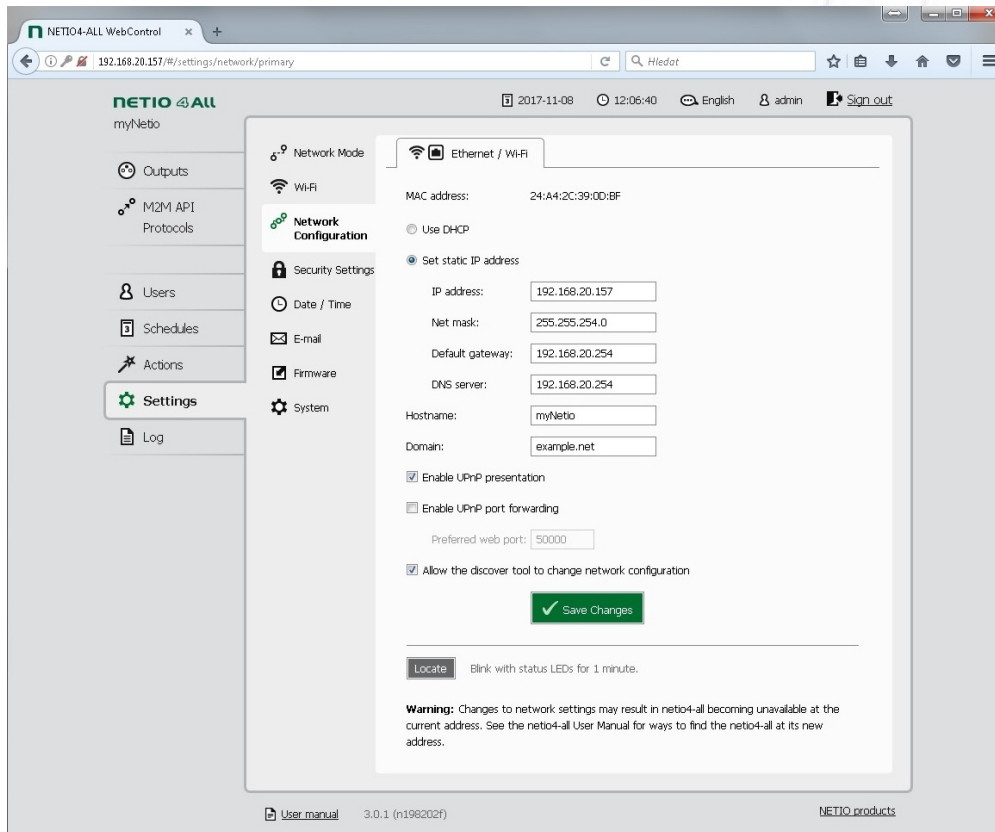 NETIO4-ALL WebControl
192.168.20.157/#/settings/network/primary
Hledat
NETIO 4All
myNetio
2017-11-08
12:06:40
English
admin
Sign out
Outputs
M2M API
Protocols
Users
Schedules
Actions
Settings
Log
Network Mode
Wi-Fi
Network
Configuration
Security Settings
Date / Time
E-mail
Firmware
System
Ethernet / Wi-Fi
MAC address: 24:A4:2C:39:0D:BF
Use DHCP
Set static IP address
IP address: 192.168.20.157
Net mask: 255.255.254.0
Default gateway: 192.168.20.254
DNS server: 192.168.20.254
Hostname: myNetio
Domain: example.net
Enable UPnP presentation
Enable UPnP port forwarding
Preferred web port: 50000
Allow the discover tool to change network configuration
Save Changes
Locate Blink with status LEDs for 1 minute.
Warning: Changes to network settings may result in netio4-all becoming unavailable at the
current address. See the netio4-all User Manual for ways to find the netio4-all at its new
address.
User manual 3.0.1 (n198202f)
NETIO products